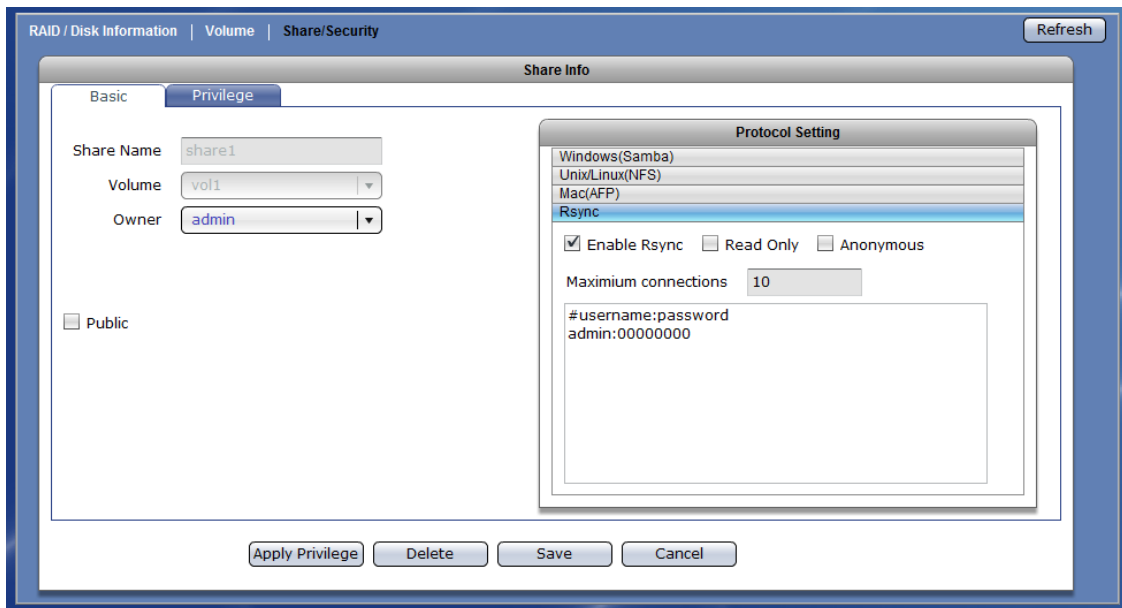 RAID / Disk Information | Volume | Share/Security
Refresh
Share Info
Basic
Privilege
Share Name share1
Volume vol1
Owner admin
Public
Protocol Setting
Windows(Samba)
Unix/Linux(NFS)
Mac(AFP)
Rsync
Enable Rsync Read Only Anonymous
Maximium connections 10
#username:password
admin:00000000
Apply Privilege Delete Save Cancel